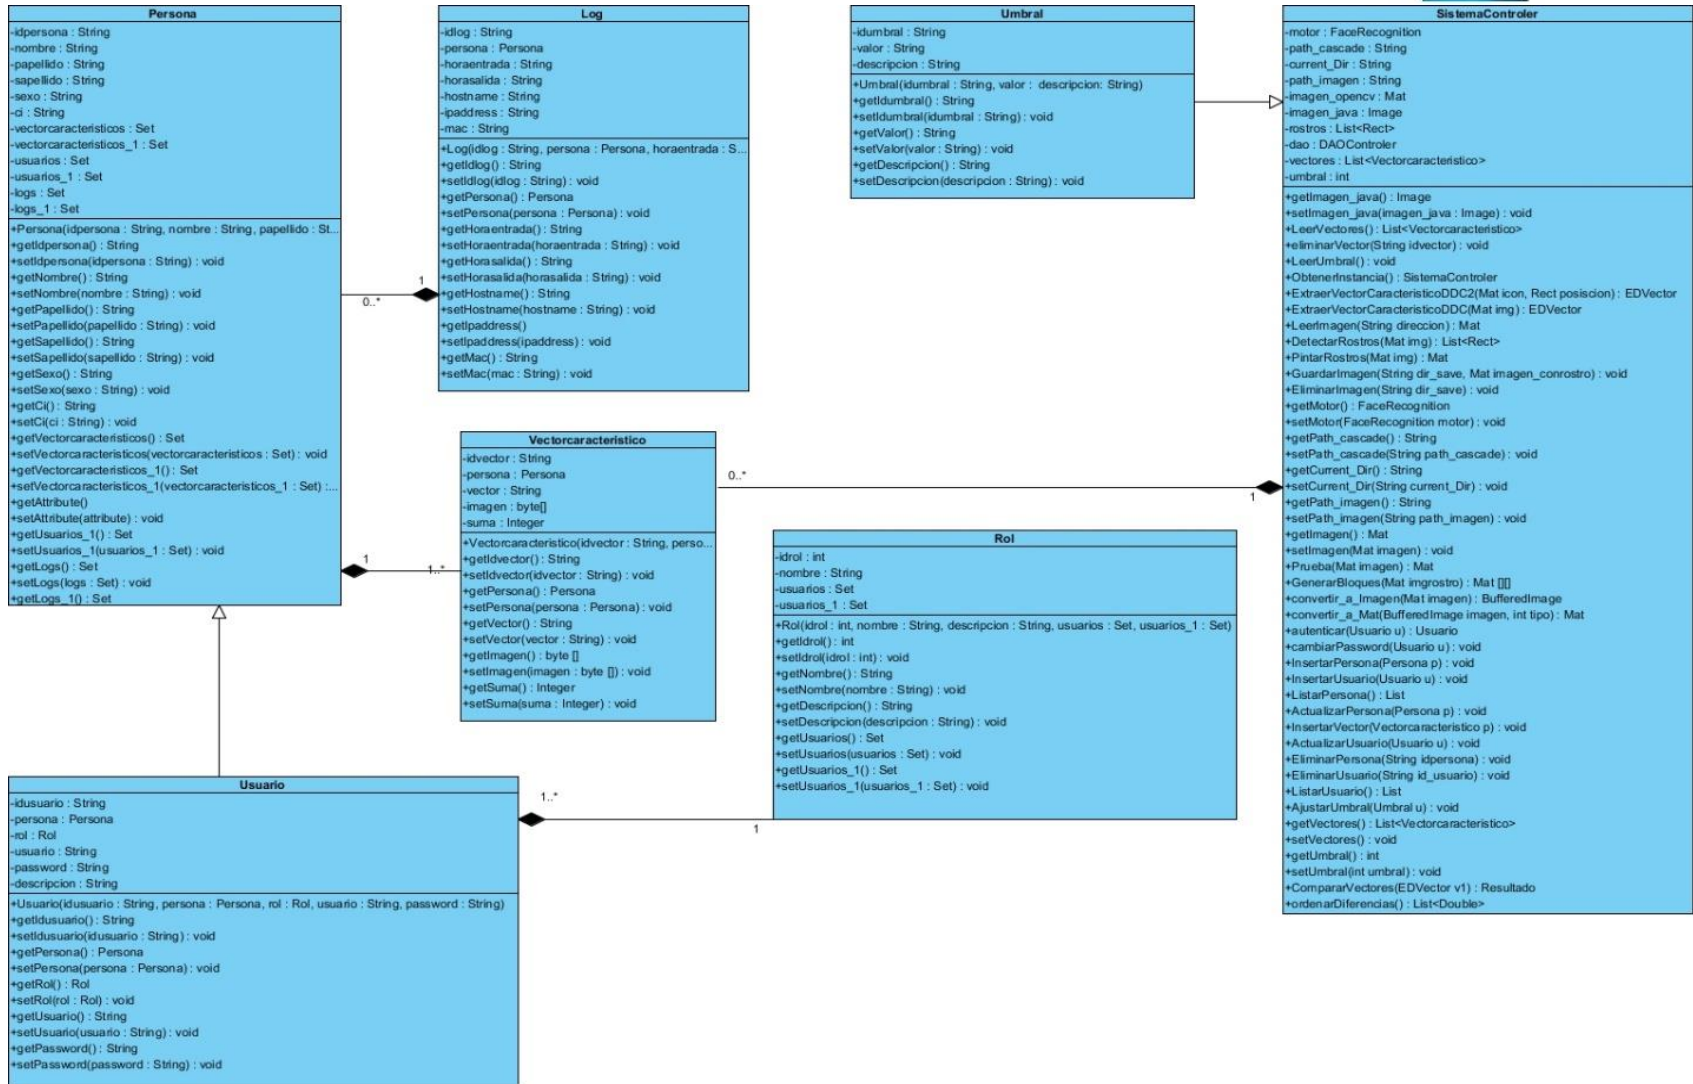 Persona
-idpersona : String
-nombre : String
-papellido : String
-sapellido : String
-sexo : String
-ci : String
-vectorcaracteristicos : Set
-vectorcaracteristicos_1 : Set
-usuarios : Set
-usuarios_1 : Set
-logs : Set
-logs_1 : Set
+Persona(idpersona : String, nombre : String, papellido : St...
+getIdpersona() : String
+setIdpersona(idpersona : String) : void
+getNombre() : String
+setNombre(nombre : String) : void
+getPapellido() : String
+setPapellido(papellido : String) : void
+getSapellido() : String
+setSapellido(sapellido : String) : void
+getSexo() : String
+setSexo(sexo : String) : void
+getCi() : String
+setCi(ci : String) : void
+getVectorcaracteristicos() : Set
+setVectorcaracteristicos(vectorcaracteristicos : Set) : void
+getVectorcaracteristicos_1() : Set
+setVectorcaracteristicos_1(vectorcaracteristicos_1 : Set) :...
+getAttribute()
+setAttribute(attribute) : void
+getUsuarios_1() : Set
+setUsuarios_1(usuarios_1 : Set) : void
+getLogs() : Set
+setLogs(logs : Set) : void
+getLogs_1() : Set
0..*
1
Log
-idlog : String
-persona : Persona
-horaentrada : String
-horasalida : String
-hostname : String
-ipaddress : String
-mac : String
+Log(idlog : String, persona : Persona, horaentrada : S...
+getIdlog() : String
+setIdlog(idlog : String) : void
+getPersona() : Persona
+setPersona(persona : Persona) : void
+getHoraentrada() : String
+setHoraentrada(horaentrada : String) : void
+getHorasalida() : String
+setHorasalida(horasalida : String) : void
+getHostname() : String
+setHostname(hostname : String) : void
+getIpaddress()
+setIpaddress(ipaddress) : void
+getMac() : String
+setMac(mac : String) : void
Umbral
-idumbral : String
-valor : String
-descripcion : String
+Umbral(idumbral : String, valor :  descripcion: String)
+getIdumbral() : String
+setIdumbral(idumbral : String) : void
+getValor() : String
+setValor(valor : String) : void
+getDescripcion() : String
+setDescripcion(descripcion : String) : void
SistemaControler
-motor : FaceRecognition
-path_cascade : String
-current_Dir : String
-path_imagen : String
-imagen_opencv : Mat
-imagen_java : Image
-rostros : List<Rect>
-dao : DAOControler
-vectores : List<Vectorcaracteristico>
-umbral : int
+getImagen_java() : Image
+setImagen_java(imagen_java : Image) : void
+LeerVectores() : List<Vectorcaracteristico>
+eliminarVector(String idvector) : void
+LeerUmbral() : void
+ObtenerInstancia() : SistemaControler
+ExtraerVectorCaracteristicoDDC2(Mat icon, Rect posiscion) : EDVector
+ExtraerVectorCaracteristicoDDC(Mat img) : EDVector
+LeerImagen(String direccion) : Mat
+DetectarRostros(Mat img) : List<Rect>
+PintarRostros(Mat img) : Mat
+GuardarImagen(String dir_save, Mat imagen_conrostro) : void
+EliminarImagen(String dir_save) : void
+getMotor() : FaceRecognition
+setMotor(FaceRecognition motor) : void
+getPath_cascade() : String
+setPath_cascade(String path_cascade) : void
+getCurrent_Dir() : String
+setCurrent_Dir(String current_Dir) : void
+getPath_imagen() : String
+setPath_imagen(String path_imagen) : void
+getImagen() : Mat
+setImagen(Mat imagen) : void
+Prueba(Mat imagen) : Mat
+GenerarBloques(Mat imgrostro) : Mat [][]
+convertir_a_Imagen(Mat imagen) : BufferedImage
+convertir_a_Mat(BufferedImage imagen, int tipo) : Mat
+autenticar(Usuario u) : Usuario
+cambiarPassword(Usuario u) : void
+InsertarPersona(Persona p) : void
+InsertarUsuario(Usuario u) : void
+ListarPersona() : List
+ActualizarPersona(Persona p) : void
+InsertarVector(Vectorcaracteristico p) : void
+ActualizarUsuario(Usuario u) : void
+EliminarPersona(String idpersona) : void
+EliminarUsuario(String id_usuario) : void
+ListarUsuario() : List
+AjustarUmbral(Umbral u) : void
+getVectores() : List<Vectorcaracteristico>
+setVectores() : void
+getUmbral() : int
+setUmbral(int umbral) : void
+CompararVectores(EDVector v1) : Resultado
+ordenarDiferencias() : List<Double>
Vectorcaracteristico
-idvector : String
-persona : Persona
-vector : String
-imagen : byte[]
-suma : Integer
+Vectorcaracteristico(idvector : String, perso...
+getIdvector() : String
+setIdvector(idvector : String) : void
+getPersona() : Persona
+setPersona(persona : Persona) : void
+getVector() : String
+setVector(vector : String) : void
+getImagen() : byte []
+setImagen(imagen : byte []) : void
+getSuma() : Integer
+setSuma(suma : Integer) : void
0..*
1
1
1..*
Rol
-idrol : int
-nombre : String
-usuarios : Set
-usuarios_1 : Set
+Rol(idrol : int, nombre : String, descripcion : String, usuarios : Set, usuarios_1 : Set)
+getIdrol() : int
+setIdrol(idrol : int) : void
+getNombre() : String
+setNombre(nombre : String) : void
+getDescripcion() : String
+setDescripcion(descripcion : String) : void
+getUsuarios() : Set
+setUsuarios(usuarios : Set) : void
+getUsuarios_1() : Set
+setUsuarios_1(usuarios_1 : Set) : void
1..*
1
Usuario
-idusuario : String
-persona : Persona
-rol : Rol
-usuario : String
-password : String
-descripcion : String
+Usuario(idusuario : String, persona : Persona, rol : Rol, usuario : String, password : String)
+getIdusuario() : String
+setIdusuario(idusuario : String) : void
+getPersona() : Persona
+setPersona(persona : Persona) : void
+getRol() : Rol
+setRol(rol : Rol) : void
+getUsuario() : String
+setUsuario(usuario : String) : void
+getPassword() : String
+setPassword(password : String) : void